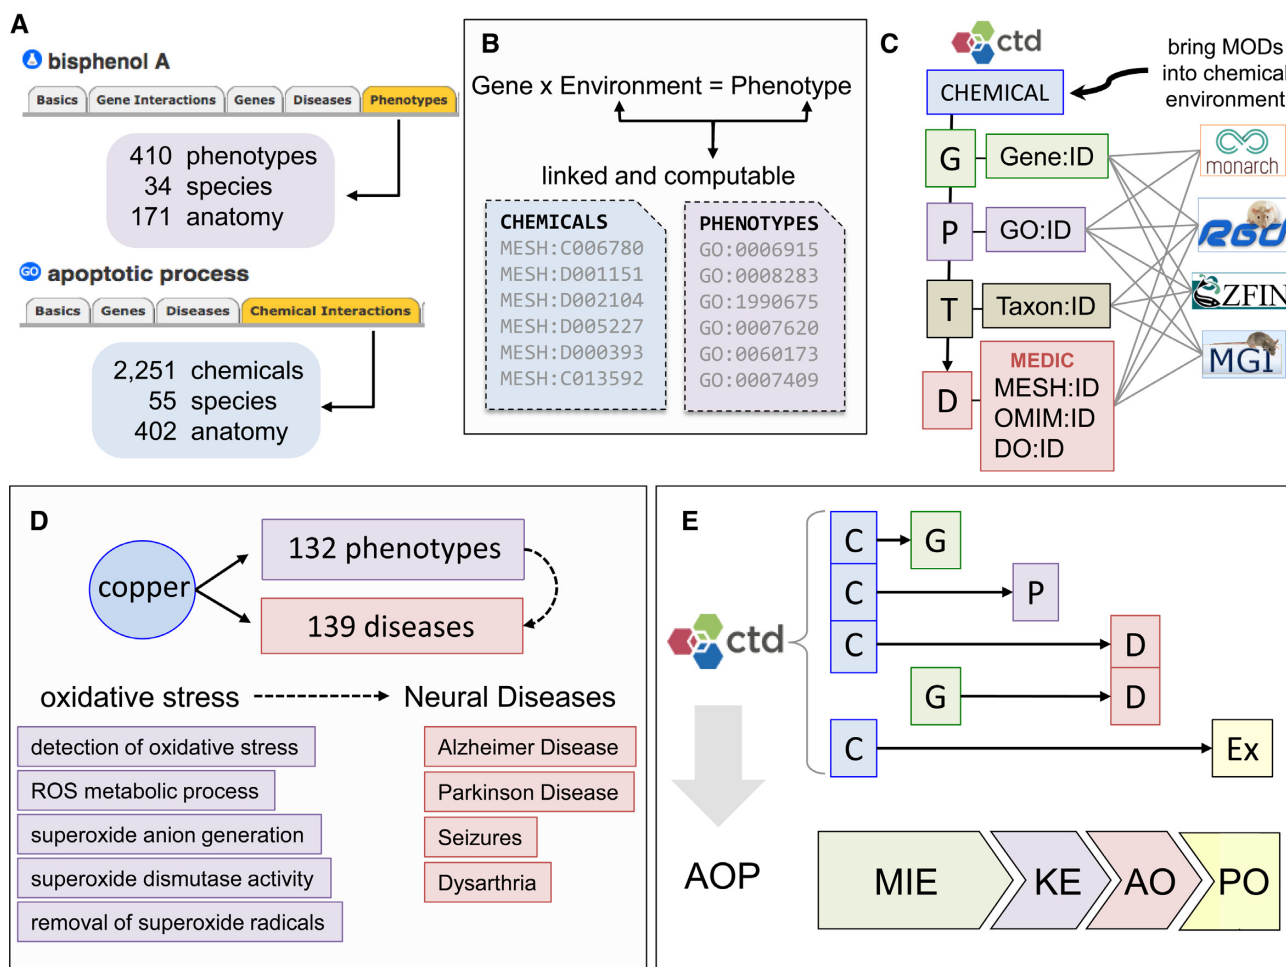 A
bisphenol A
Basics Gene Interactions Genes Diseases Phenotypes
410 phenotypes
34 species
171 anatomy
GO apoptotic process
Basics Genes Diseases Chemical Interactions
2,251 chemicals
55 species
402 anatomy
B
Gene x Environment = Phenotype
linked and computable
CHEMICALS
MESH:C006780
MESH:D001151
MESH:D002104
MESH:D005227
MESH:D000393
MESH:C013592
PHENOTYPES
GO:0006915
GO:0008283
GO:1990675
GO:0007620
GO:0060173
GO:0007409
C
ctd
bring MODs
into chemical
environment
CHEMICAL
G Gene:ID
P GO:ID
T Taxon:ID
D
MEDIC
MESH:ID
OMIM:ID
DO:ID
monarch
RGD
ZFIN
MGI
D
copper
132 phenotypes
139 diseases
oxidative stress
Neural Diseases
detection of oxidative stress
ROS metabolic process
superoxide anion generation
superoxide dismutase activity
removal of superoxide radicals
Alzheimer Disease
Parkinson Disease
Seizures
Dysarthria
E
ctd
C G
C P
C D
G D
C Ex
AOP
MIE KE AO PO